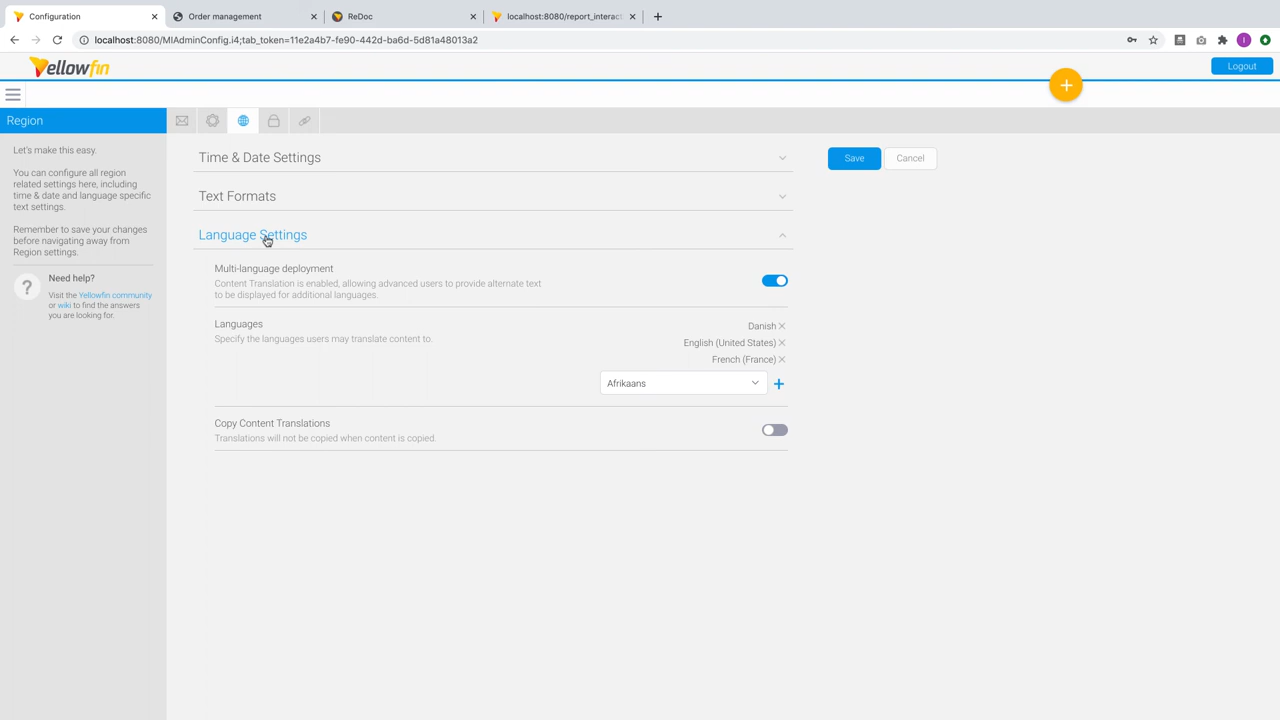 Configuration
Order management
ReDoc
localhost:8080/report_interact
localhost:8080/MIAdminConfig.i4;tab_token=11e2a4b7-fe90-442d-ba6d-5d81a48013a2
I
Yellowfin
Logout
Region
Let's make this easy.
You can configure all region
related settings here, including
time & date and language specific
text settings.
Remember to save your changes
before navigating away from
Region settings.
?
Need help?
Visit the Yellowfin community
or wiki to find the answers
you are looking for.
Time & Date Settings
Save
Cancel
Text Formats
Language Settings
Multi-language deployment
Content Translation is enabled, allowing advanced users to provide alternate text
to be displayed for additional languages.
Languages
Specify the languages users may translate content to.
Danish
English (United States)
French (France)
Afrikaans
Copy Content Translations
Translations will not be copied when content is copied.